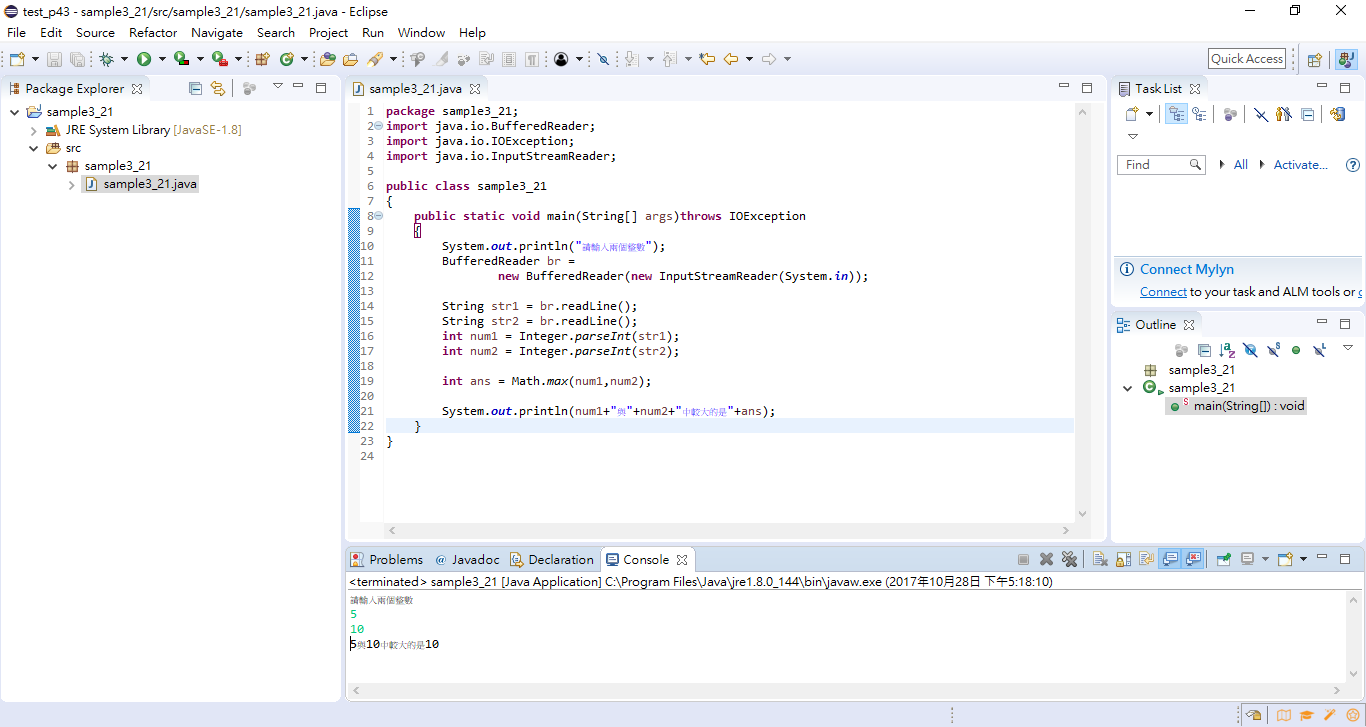 test_p43 - sample3_21/src/sample3_21/sample3_21.java - Eclipse
File Edit Source Refactor Navigate Search Project Run Window Help
Quick Access
Package Explorer
sample3_21
JRE System Library [JavaSE-1.8]
src
sample3_21
sample3_21.java
sample3_21.java
1 package sample3_21;
2 import java.io.BufferedReader;
3 import java.io.IOException;
4 import java.io.InputStreamReader;
5
6 public class sample3_21
7 {
8 public static void main(String[] args)throws IOException
9 {
10 System.out.println("請輸入兩個整數");
11 BufferedReader br =
12 new BufferedReader(new InputStreamReader(System.in));
13
14 String str1 = br.readLine();
15 String str2 = br.readLine();
16 int num1 = Integer.parseInt(str1);
17 int num2 = Integer.parseInt(str2);
18
19 int ans = Math.max(num1,num2);
20
21 System.out.println(num1+"與"+num2+"中較大的是"+ans);
22 }
23 }
24
Task List
Find All Activate...
Connect Mylyn
Connect to your task and ALM tools or c
Outline
sample3_21
sample3_21
main(String[]) : void
Problems Javadoc Declaration Console
<terminated> sample3_21 [Java Application] C:\Program Files\Java\jre1.8.0_144\bin\javaw.exe (2017年10月28日 下午5:18:10)
請輸入兩個整數
5
10
5與10中較大的是10